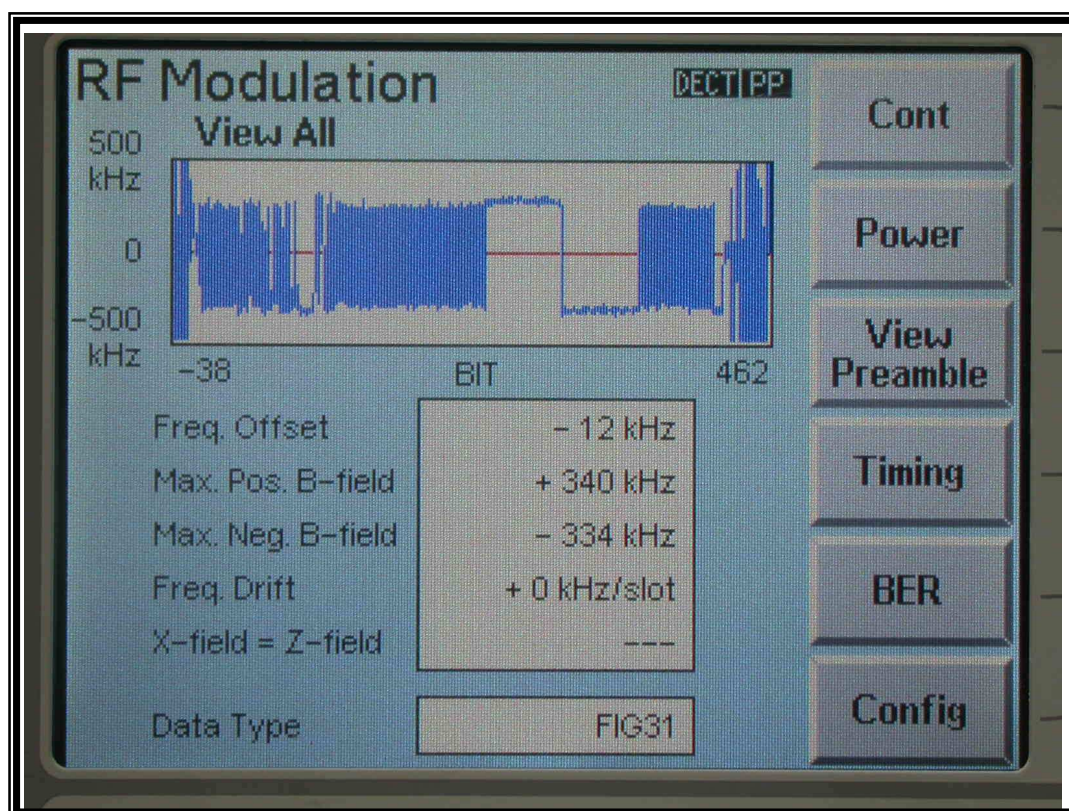 RF Modulation
DECT PP
View All
500
kHz
0
-500
kHz
-38
BIT
462
Freq. Offset
- 12 kHz
Max. Pos. B-field
+ 340 kHz
Max. Neg. B-field
- 334 kHz
Freq. Drift
+ 0 kHz/slot
X-field = Z-field
---
Data Type
FIG31
Cont
Power
View
Preamble
Timing
BER
Config